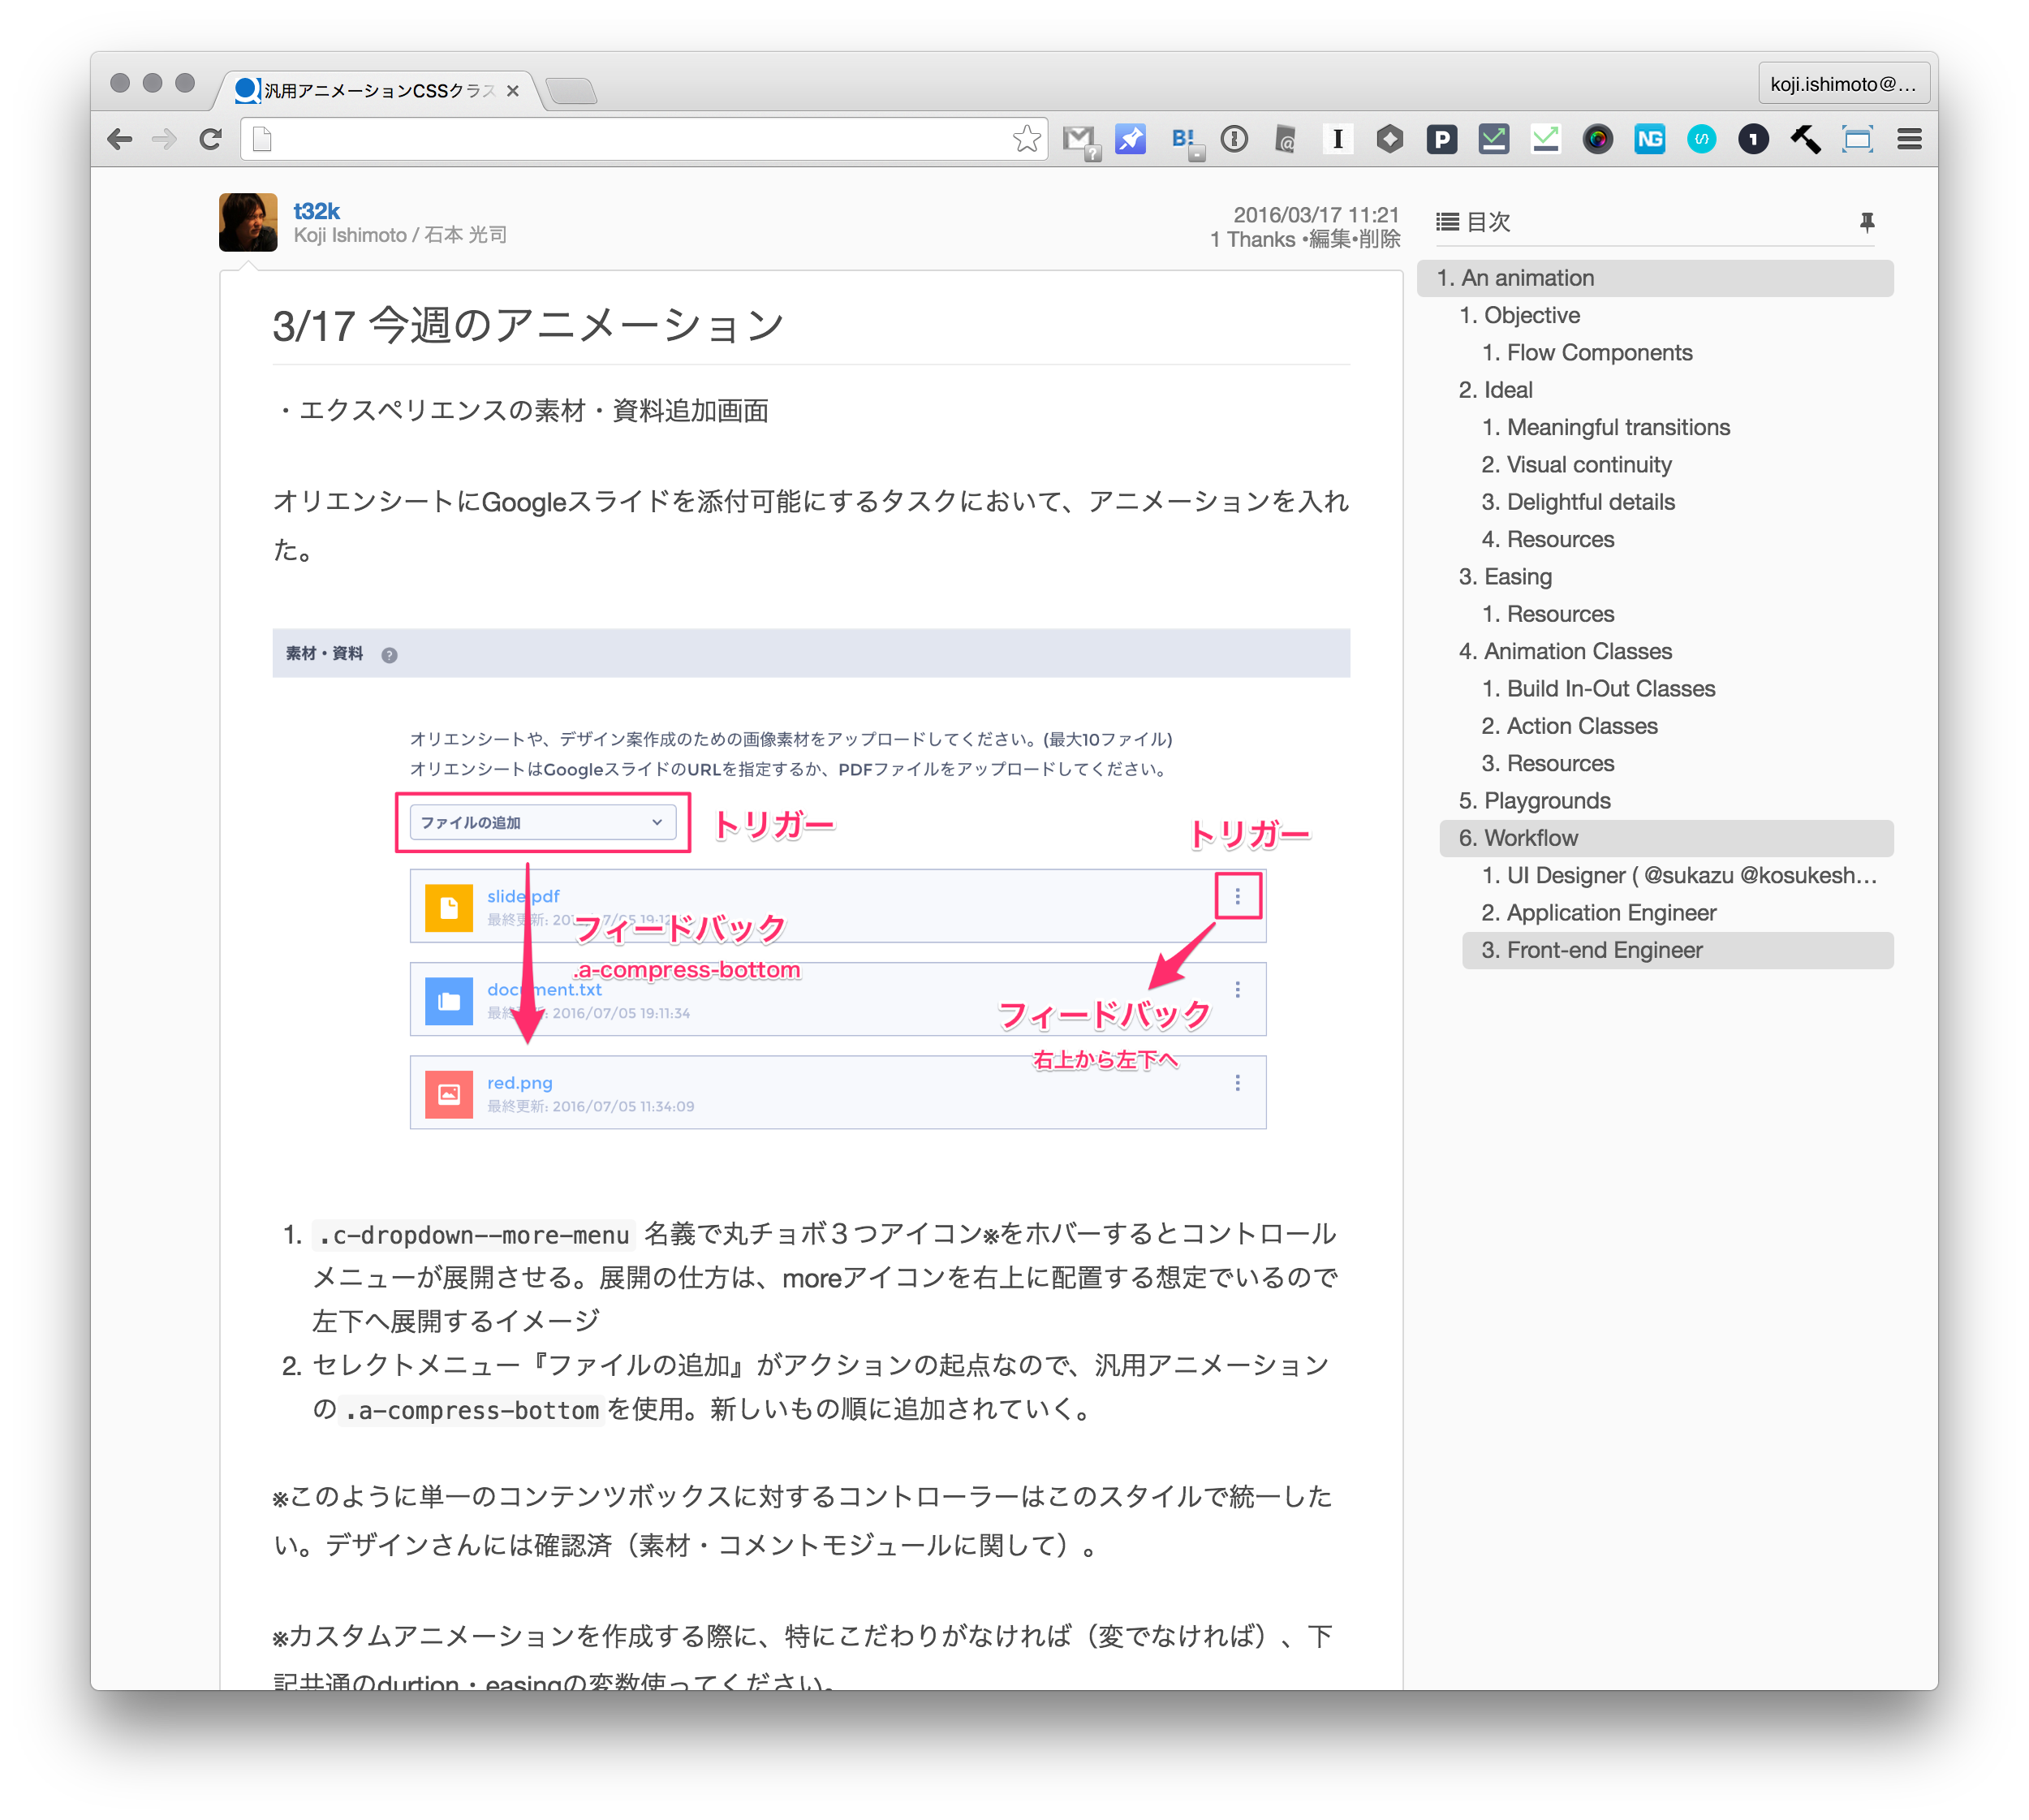 汎用アニメーションCSSクラス
koji.ishimoto@...
t32k
Koji Ishimoto / 石本 光司
2016/03/17 11:21
1 Thanks •編集•削除
3/17 今週のアニメーション
・エクスペリエンスの素材・資料追加画面
オリエンシートにGoogleスライドを添付可能にするタスクにおいて、アニメーションを入れ
た。
素材・資料 ?
オリエンシートや、デザイン案作成のための画像素材をアップロードしてください。(最大10ファイル)
オリエンシートはGoogleスライドのURLを指定するか、PDFファイルをアップロードしてください。
ファイルの追加
トリガー
トリガー
slide.pdf
最終更新: 2016/07/05 19:12
フィードバック
.a-compress-bottom
document.txt
最終更新: 2016/07/05 19:11:34
フィードバック
右上から左下へ
red.png
最終更新: 2016/07/05 11:34:09
1. .c-dropdown--more-menu 名義で丸チョボ３つアイコン※をホバーするとコントロール
メニューが展開させる。展開の仕方は、moreアイコンを右上に配置する想定でいるので
左下へ展開するイメージ
2. セレクトメニュー『ファイルの追加』がアクションの起点なので、汎用アニメーション
の .a-compress-bottom を使用。新しいもの順に追加されていく。
※このように単一のコンテンツボックスに対するコントローラーはこのスタイルで統一した
い。デザインさんには確認済（素材・コメントモジュールに関して）。
※カスタムアニメーションを作成する際に、特にこだわりがなければ（変でなければ）、下
記共通のdurtion・easingの変数使ってください。
目次
1. An animation
1. Objective
1. Flow Components
2. Ideal
1. Meaningful transitions
2. Visual continuity
3. Delightful details
4. Resources
3. Easing
1. Resources
4. Animation Classes
1. Build In-Out Classes
2. Action Classes
3. Resources
5. Playgrounds
6. Workflow
1. UI Designer ( @sukazu @kosukesh...
2. Application Engineer
3. Front-end Engineer